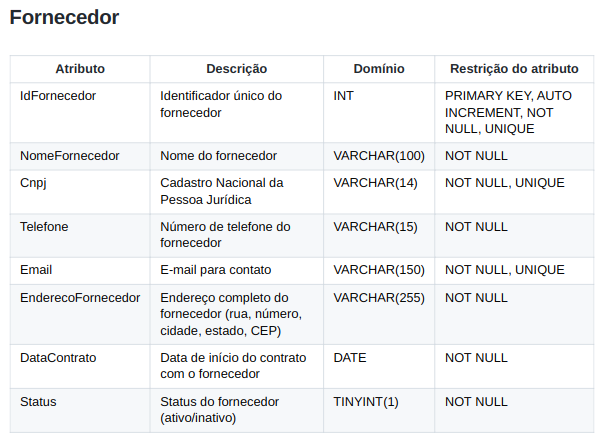 Fornecedor
Atributo Descrição Domínio Restrição do atributo
IdFornecedor Identificador único do INT PRIMARY KEY, AUTO
fornecedor INCREMENT, NOT
NULL, UNIQUE
NomeFornecedor Nome do fornecedor VARCHAR(100) NOT NULL
Cnpj Cadastro Nacional da VARCHAR(14) NOT NULL, UNIQUE
Pessoa Jurídica
Telefone Número de telefone do VARCHAR(15) NOT NULL
fornecedor
Email E-mail para contato VARCHAR(150) NOT NULL, UNIQUE
EnderecoFornecedor Endereço completo do VARCHAR(255) NOT NULL
fornecedor (rua, número,
cidade, estado, CEP)
DataContrato Data de início do contrato DATE NOT NULL
com o fornecedor
Status Status do fornecedor TINYINT(1) NOT NULL
(ativo/inativo)